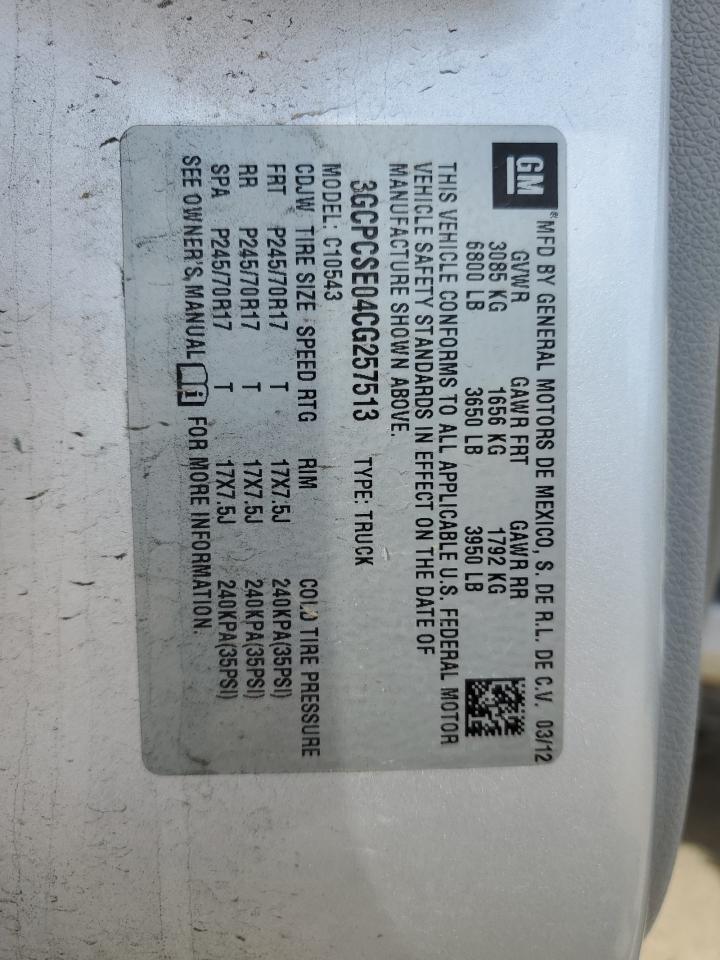 GM® MFD BY GENERAL MOTORS DE MEXICO, S. DE R.L. DE C.V. 03/12
GVWR GAWR FRT GAWR RR
3085 KG 1656 KG 1792 KG
6800 LB 3650 LB 3950 LB
THIS VEHICLE CONFORMS TO ALL APPLICABLE U.S. FEDERAL MOTOR
VEHICLE SAFETY STANDARDS IN EFFECT ON THE DATE OF
MANUFACTURE SHOWN ABOVE.
3GCPCSE04CG257513 TYPE: TRUCK
MODEL: C10543
CDJW TIRE SIZE SPEED RTG RIM COLD TIRE PRESSURE
FRT P245/70R17 T 17X7.5J 240KPA(35PSI)
RR P245/70R17 T 17X7.5J 240KPA(35PSI)
SPA P245/70R17 T 17X7.5J 240KPA(35PSI)
SEE OWNER'S MANUAL i FOR MORE INFORMATION.